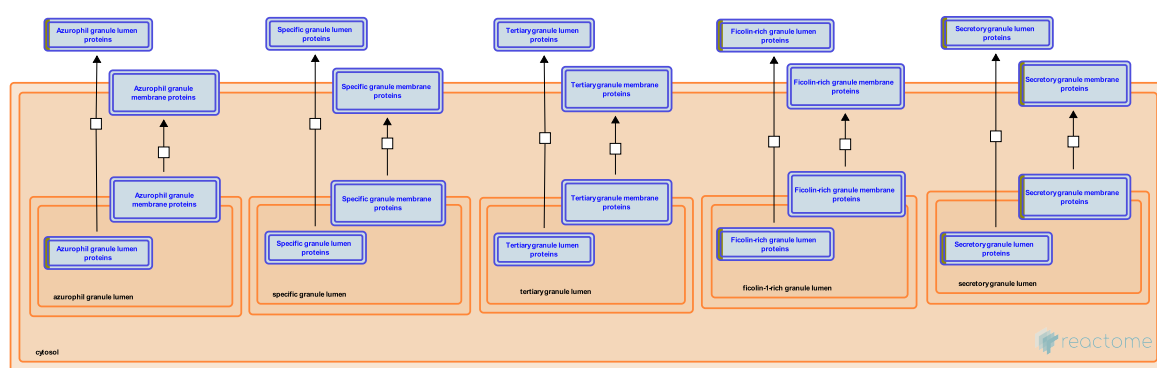 Azurophil granule lumen
proteins
Specific granule lumen
proteins
Tertiary granule lumen
proteins
Ficolin-rich granule lumen
proteins
Secretory granule lumen
proteins
Azurophil granule
membrane proteins
Specific granule membrane
proteins
Tertiary granule membrane
proteins
Ficolin-rich granule membrane
proteins
Secretory granule membrane
proteins
Azurophil granule
membrane proteins
Specific granule membrane
proteins
Tertiary granule membrane
proteins
Ficolin-rich granule membrane
proteins
Secretory granule membrane
proteins
Azurophil granule lumen
proteins
Specific granule lumen
proteins
Tertiary granule lumen
proteins
Ficolin-rich granule lumen
proteins
Secretory granule lumen
proteins
azurophil granule lumen
specific granule lumen
tertiary granule lumen
ficolin-1-rich granule lumen
secretory granule lumen
cytosol
reactome